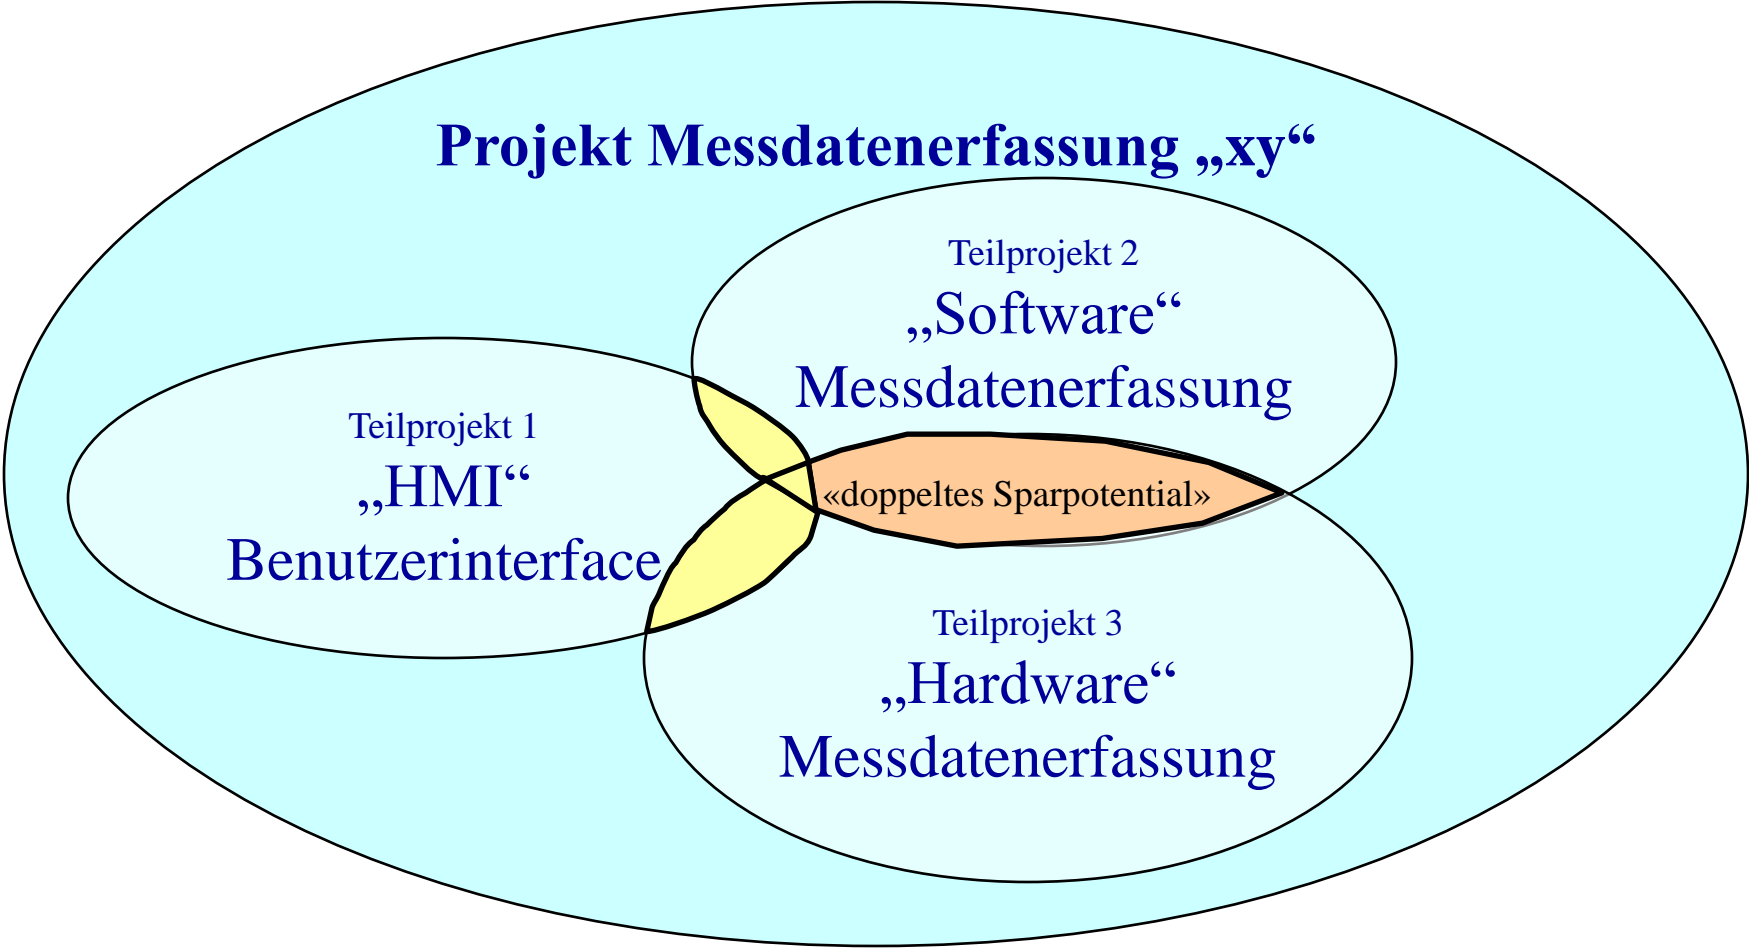 Projekt Messdatenerfassung „xy“
Teilprojekt 2
„Software“
Messdatenerfassung
Teilprojekt 1
„HMI“
Benutzerinterface
«doppeltes Sparpotential»
Teilprojekt 3
„Hardware“
Messdatenerfassung